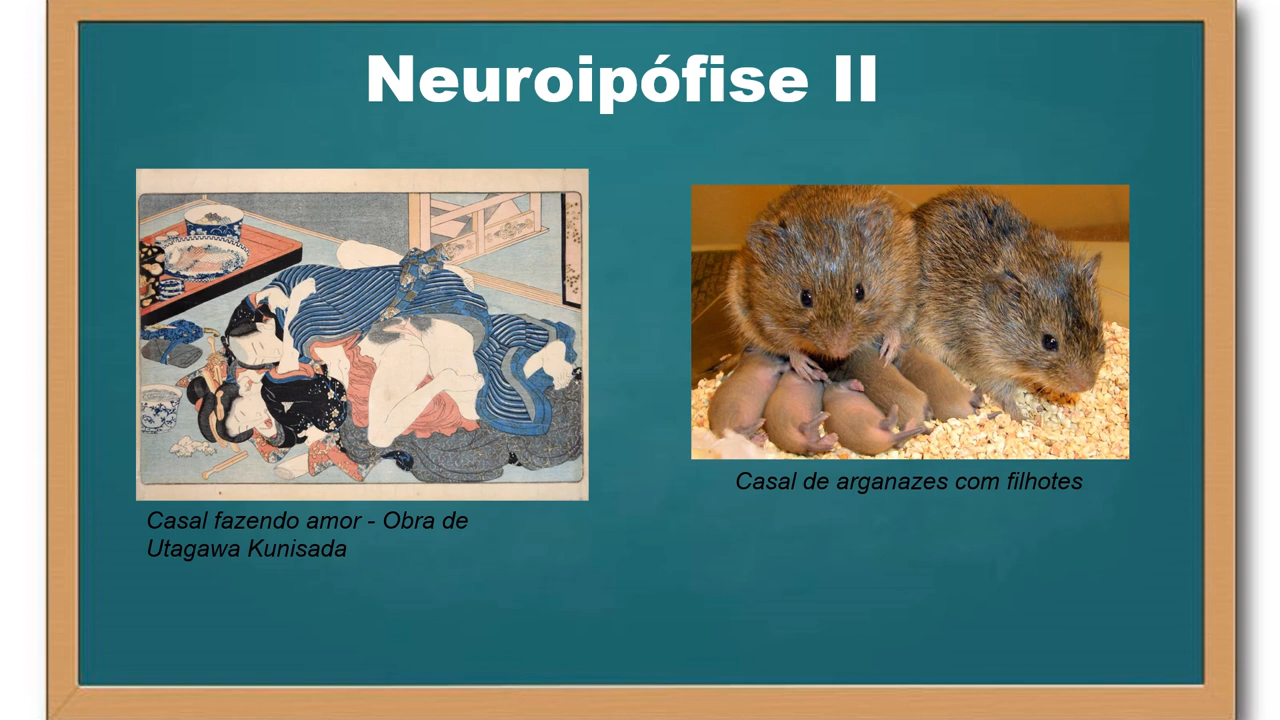 Neuroipófise II
Casal fazendo amor - Obra de
Utagawa Kunisada
Casal de arganazes com filhotes